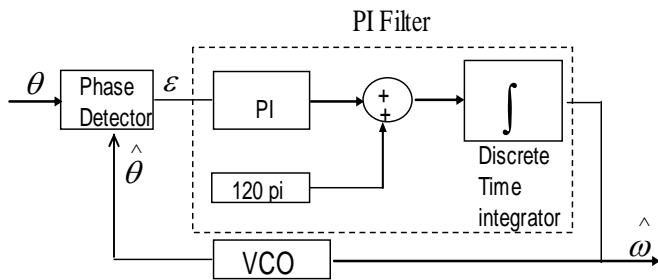 PI Filter
θ
Phase
Detector
ε
PI
+
+
∫
Discrete
Time
integrator
120 pi
θ̂
VCO
ω̂